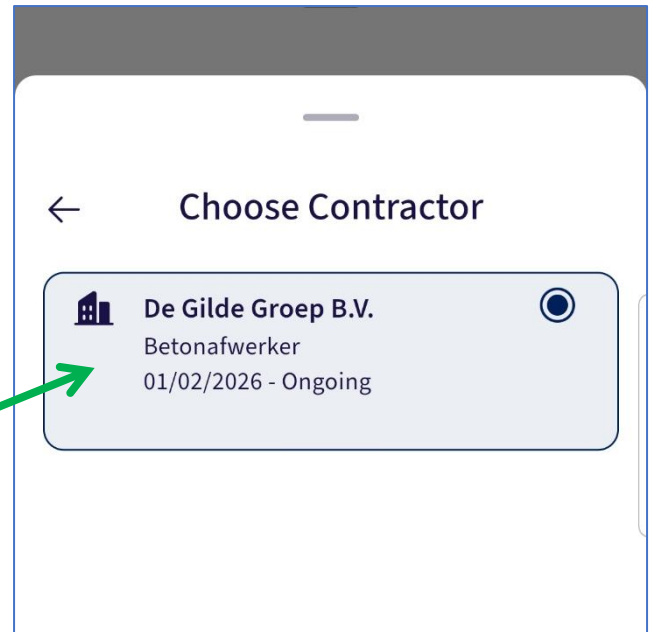 Choose Contractor
De Gilde Groep B.V.
Betonafwerker
01/02/2026 - Ongoing